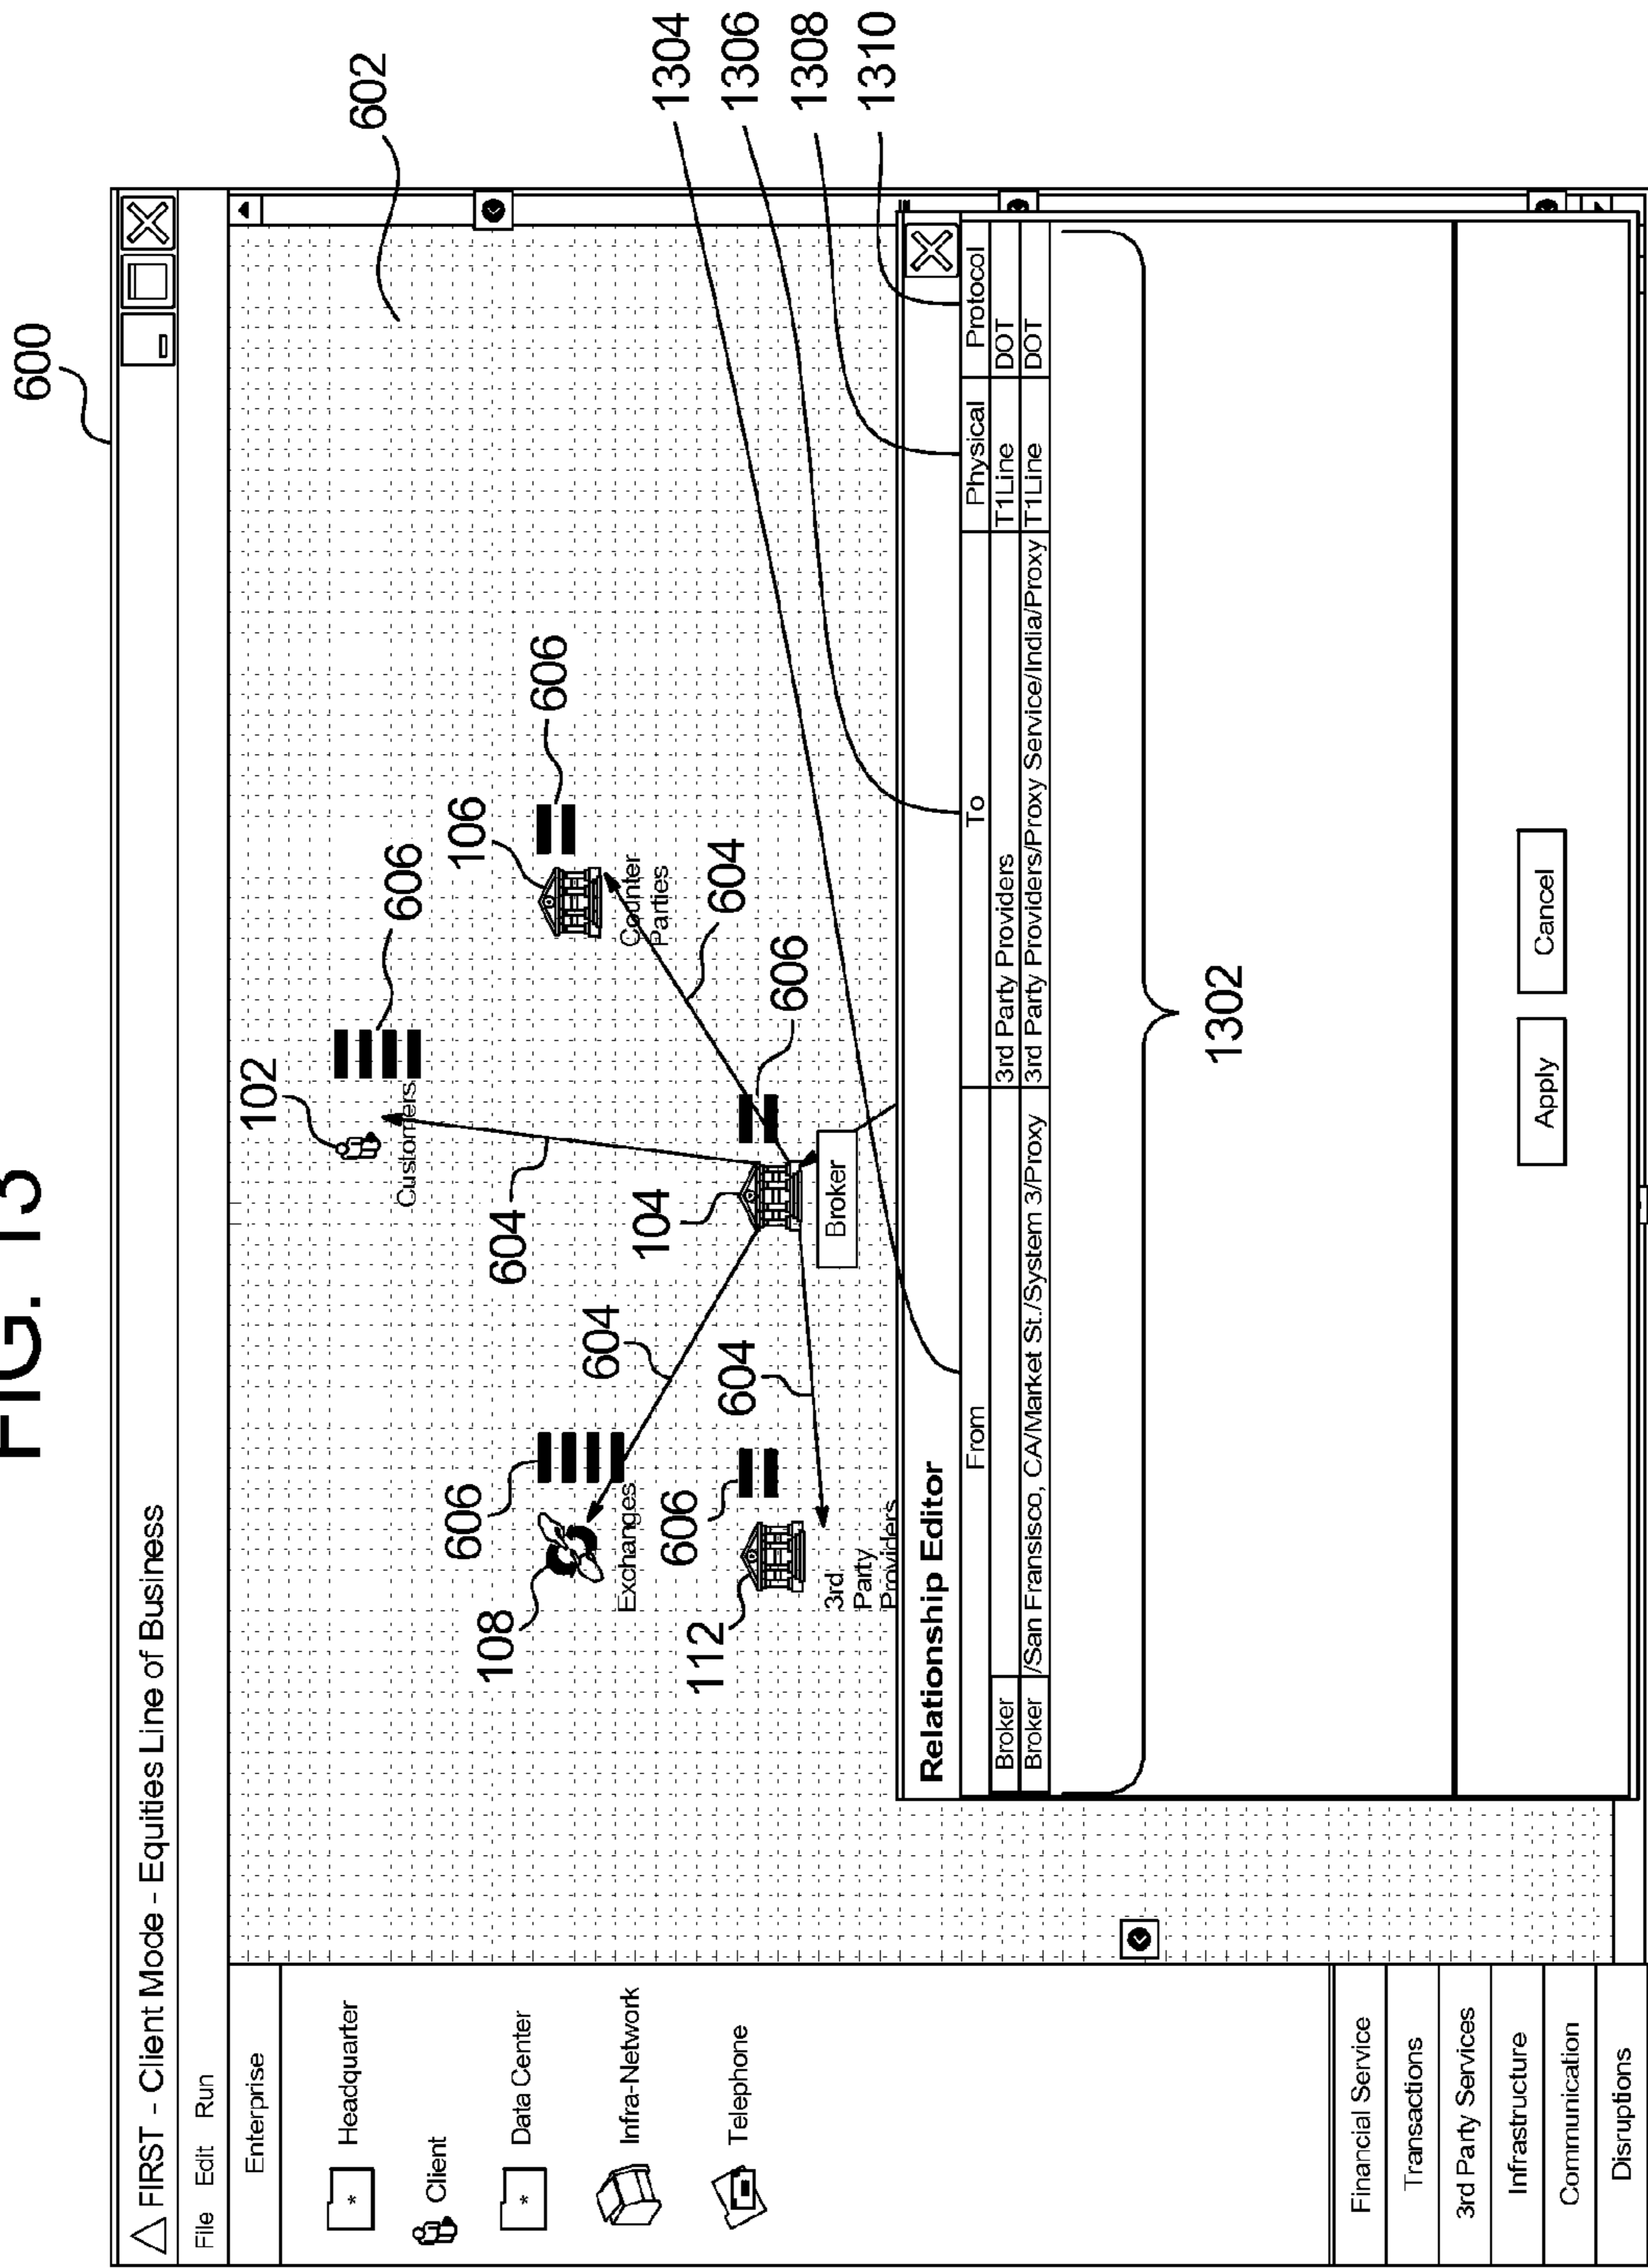 FIG. 13
600
△ FIRST - Client Mode - Equities Line of Business
File Edit Run
Enterprise
* Headquarter
Client
* Data Center
Infra-Network
Telephone
Financial Service
Transactions
3rd Party Services
Infrastructure
Communication
Disruptions
602
102
606
Customers
606
106
606
108
Exchanges
Counter
Parties
604
604
604
104
606
604
606
112
3rd
Party
Providers
Broker
1304
1306
1308
1310
Relationship Editor
From To Physical Protocol
Broker 3rd Party Providers T1Line DOT
Broker /San Fransisco, CA/Market St./System 3/Proxy 3rd Party Providers/Proxy Service/India/Proxy T1Line DOT
1302
Apply Cancel